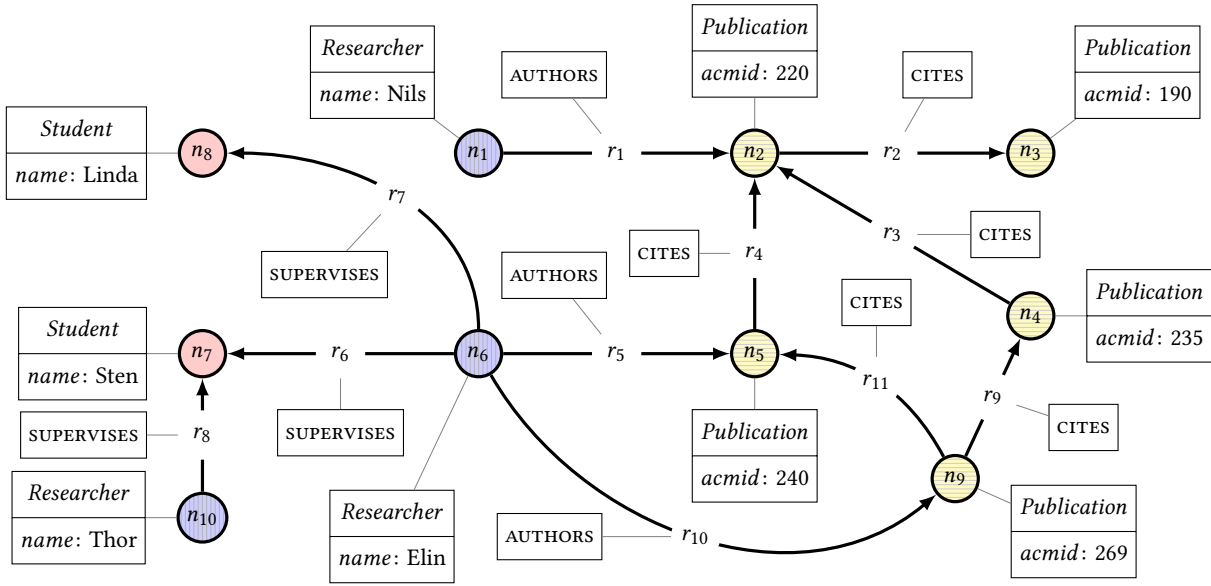 Researcher
name: Nils
AUTHORS
Publication
acmid: 220
CITES
Publication
acmid: 190
Student
name: Linda
n8
n1
r1
n2
r2
n3
r7
r3
CITES
CITES
r4
SUPERVISES
AUTHORS
CITES
Publication
acmid: 235
n4
Student
name: Sten
n7
r6
n6
r5
n5
r11
r9
SUPERVISES
r8
SUPERVISES
CITES
Publication
acmid: 240
Researcher
name: Thor
n10
Researcher
name: Elin
n9
AUTHORS
r10
Publication
acmid: 269